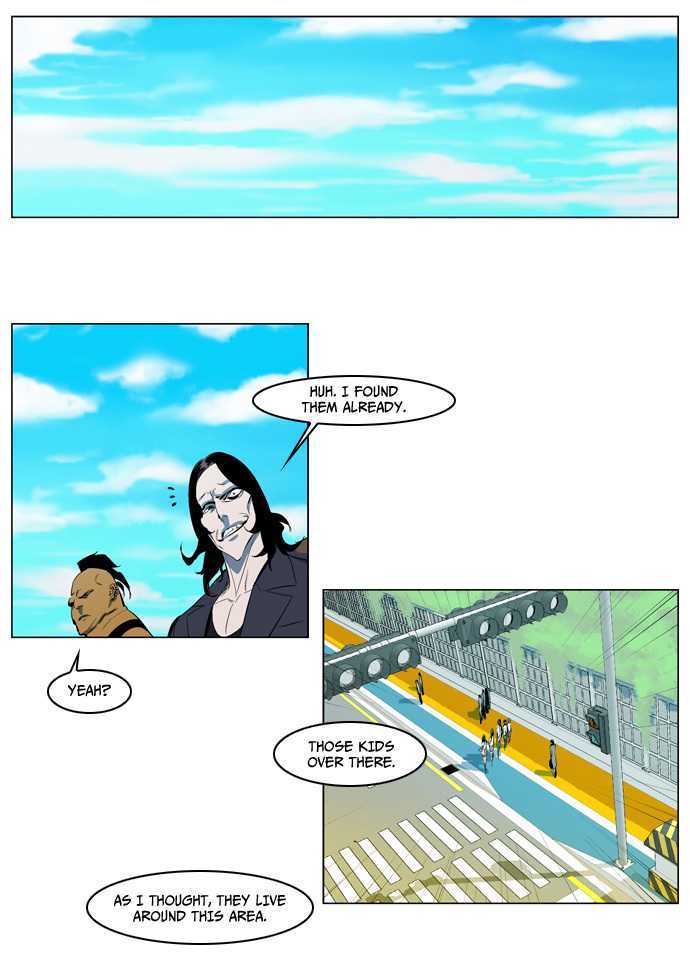 HUH. I FOUND
THEM ALREADY.
YEAH?
THOSE KIDS
OVER THERE.
AS I THOUGHT, THEY LIVE
AROUND THIS AREA.